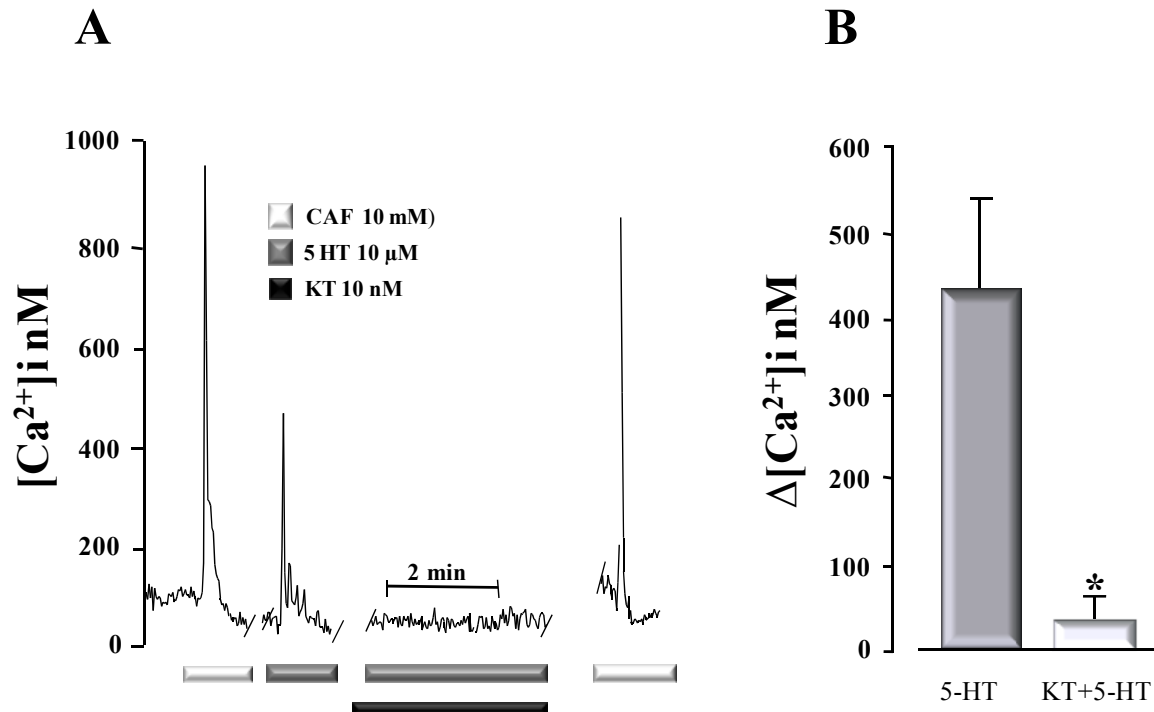 A
[Ca²⁺]i nM
1000
800
600
400
200
0
CAF 10 mM)
5 HT 10 µM
KT 10 nM
2 min
B
Δ[Ca²⁺]i nM
600
500
400
300
200
100
0
*
5-HT
KT+5-HT